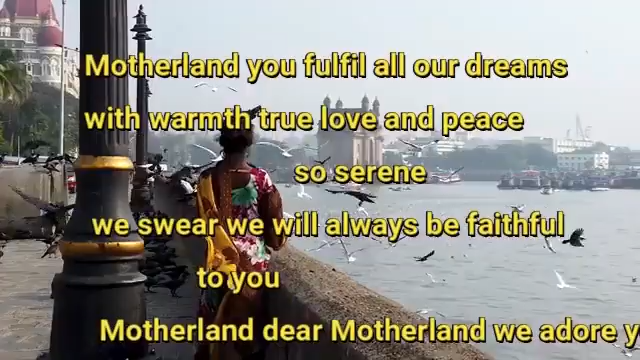 Motherland you fulfil all our dreams
with warmth true love and peace
so serene
we swear we will always be faithful
to you
Motherland dear Motherland we adore y